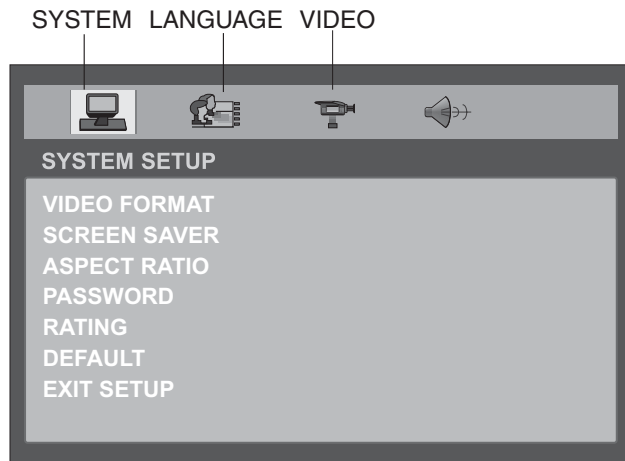 SYSTEM LANGUAGE VIDEO
SYSTEM SETUP
VIDEO FORMAT
SCREEN SAVER
ASPECT RATIO
PASSWORD
RATING
DEFAULT
EXIT SETUP